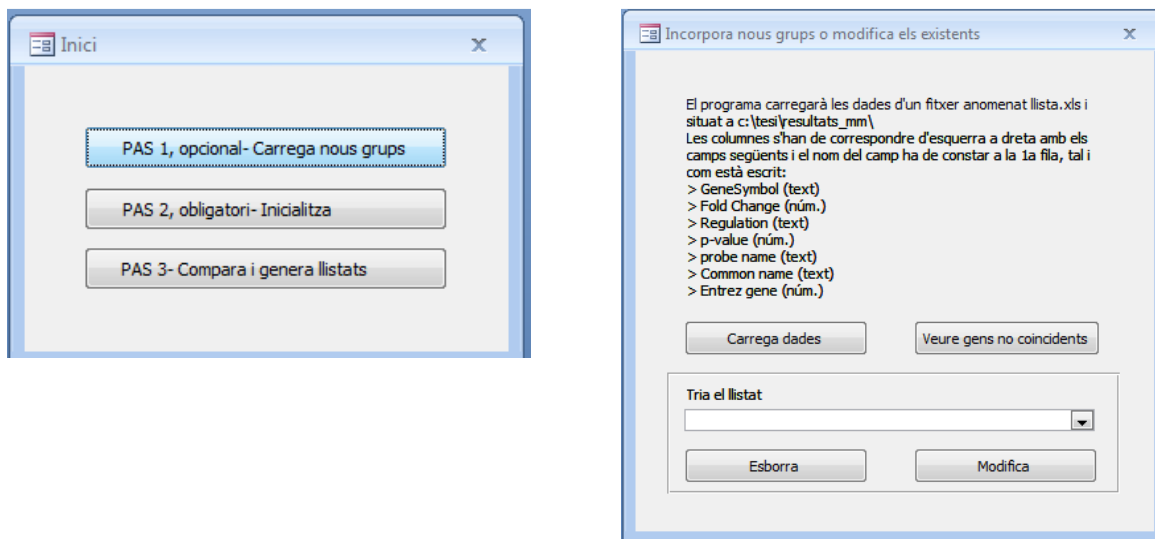 Inici
PAS 1, opcional- Carrega nous grups
PAS 2, obligatori- Inicialitza
PAS 3- Compara i genera llistats
Incorpora nous grups o modifica els existents
El programa carregarà les dades d'un fitxer anomenat llista.xls i
situat a c:\tesi\resultats_mm\
Les columnes s'han de correspondre d'esquerra a dreta amb els
camps següents i el nom del camp ha de constar a la 1a fila, tal i
com està escrit:
> GeneSymbol (text)
> Fold Change (núm.)
> Regulation (text)
> p-value (núm.)
> probe name (text)
> Common name (text)
> Entrez gene (núm.)
Carrega dades
Veure gens no coincidents
Tria el llistat
Esborra
Modifica